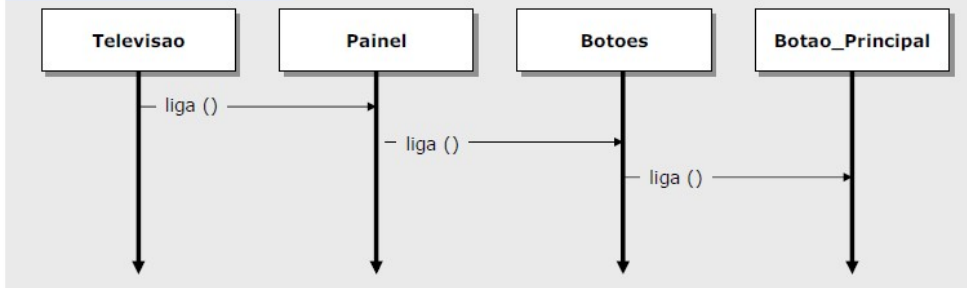 Televisao
Painel
Botoes
Botao_Principal
liga ()
liga ()
liga ()